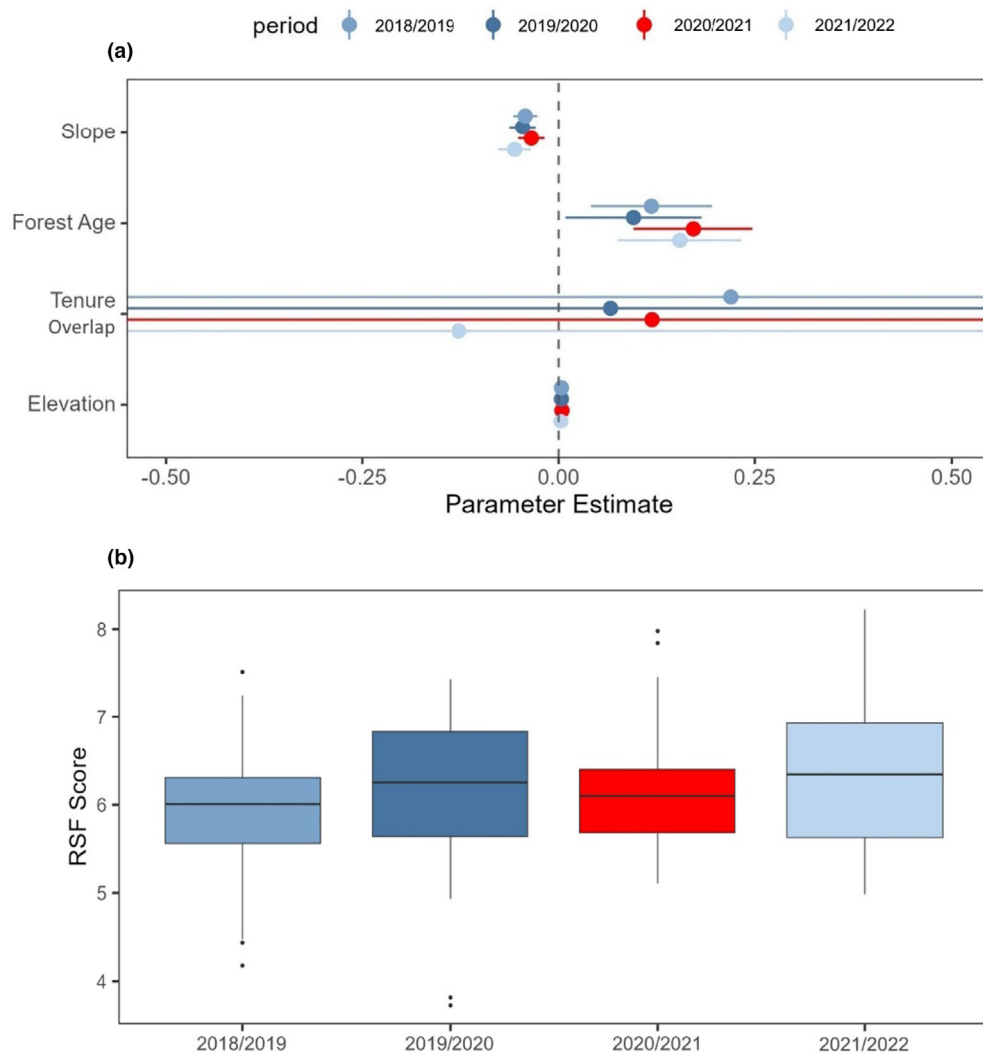 period 2018/2019 2019/2020 2020/2021 2021/2022
(a)
Slope
Forest Age
Tenure
Overlap
Elevation
-0.50 -0.25 0.00 0.25 0.50
Parameter Estimate
(b)
8
7
6
5
4
RSF Score
2018/2019 2019/2020 2020/2021 2021/2022